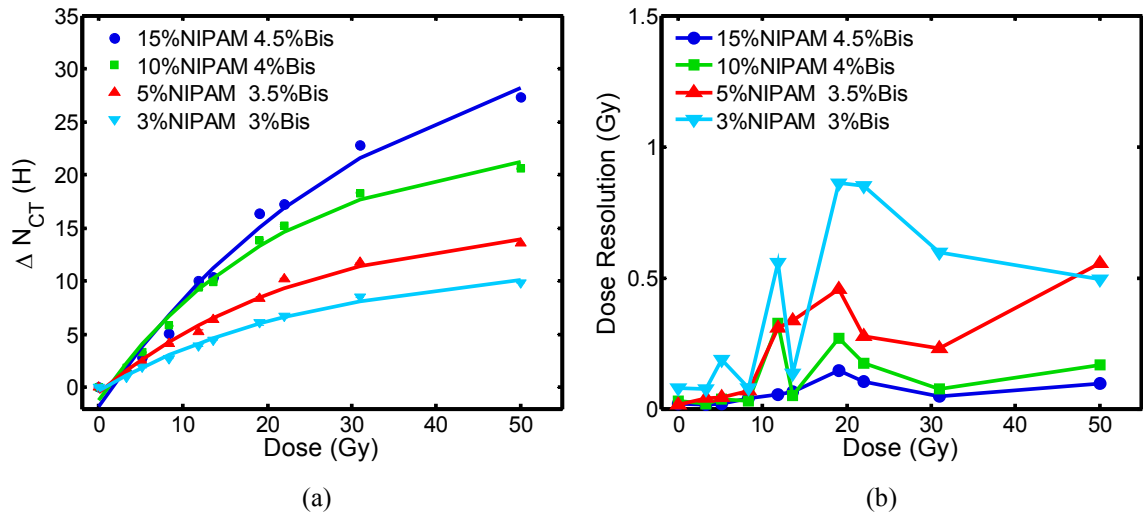 35
30
25
20
15
10
5
0
Δ N_CT (H)
15%NIPAM 4.5%Bis
10%NIPAM 4%Bis
5%NIPAM 3.5%Bis
3%NIPAM 3%Bis
0 10 20 30 40 50
Dose (Gy)
(a)
1.5
1
0.5
0
Dose Resolution (Gy)
15%NIPAM 4.5%Bis
10%NIPAM 4%Bis
5%NIPAM 3.5%Bis
3%NIPAM 3%Bis
0 10 20 30 40 50
Dose (Gy)
(b)